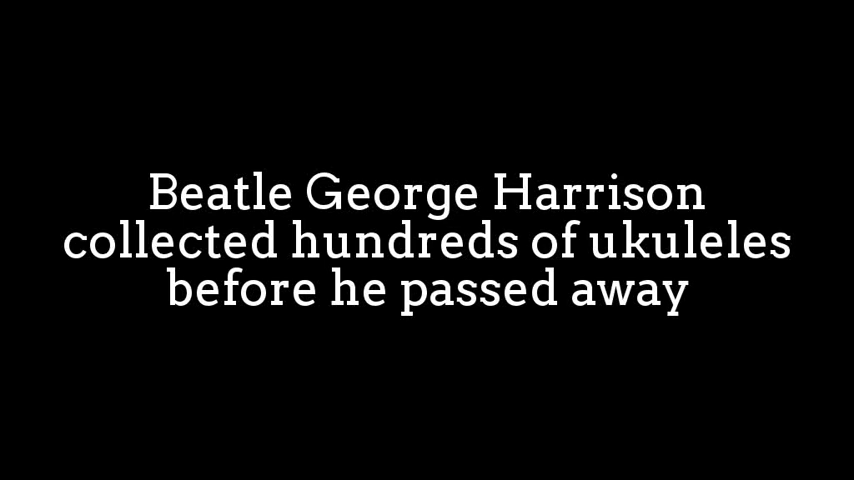 Beatle George Harrison
collected hundreds of ukuleles
before he passed away